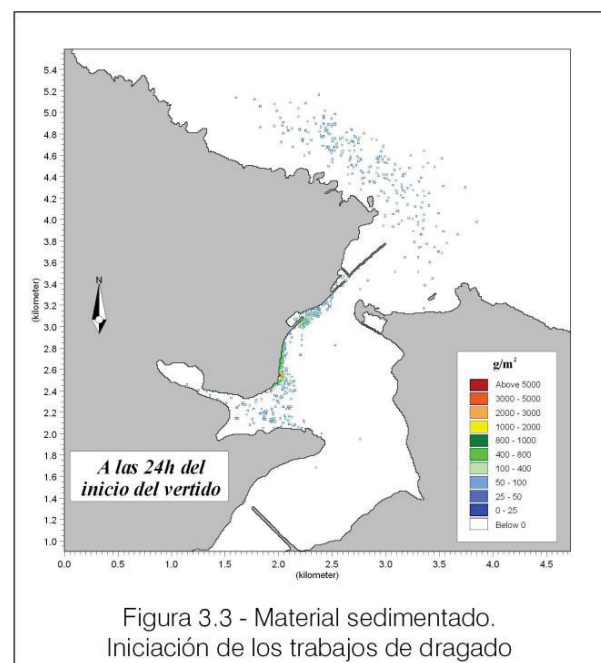 5.4
5.2
5.0
4.8
4.6
4.4
4.2
4.0
3.8
3.6
3.4
3.2
3.0
2.8
2.6
2.4
2.2
2.0
1.8
1.6
1.4
1.2
1.0
(kilometer)
N
A las 24h del
inicio del vertido
g/m²
Above 5000
3000 - 5000
2000 - 3000
1000 - 2000
800 - 1000
400 - 800
100 - 400
50 - 100
25 - 50
0 - 25
Below 0
0.0 0.5 1.0 1.5 2.0 2.5 3.0 3.5 4.0 4.5
(kilometer)
Figura 3.3 - Material sedimentado.
Iniciación de los trabajos de dragado